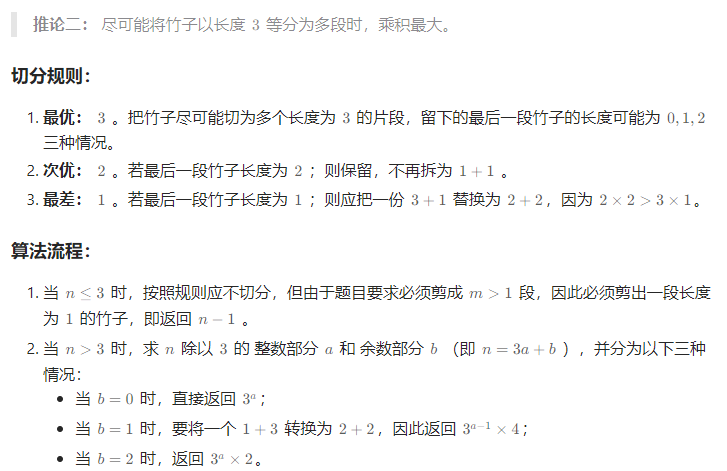 推论二： 尽可能将竹子以长度 3 等分为多段时，乘积最大。
切分规则：
1. 最优： 3 。把竹子尽可能切为多个长度为 3 的片段，留下的最后一段竹子的长度可能为 0,1,2
三种情况。
2. 次优： 2 。若最后一段竹子长度为 2 ；则保留，不再拆为 1+1 。
3. 最差： 1 。若最后一段竹子长度为 1 ；则应把一份 3+1 替换为 2+2，因为 2×2>3×1。
算法流程：
1. 当 n≤3 时，按照规则应不切分，但由于题目要求必须剪成 m>1 段，因此必须剪出一段长度
为 1 的竹子，即返回 n−1 。
2. 当 n>3 时，求 n 除以 3 的 整数部分 a 和 余数部分 b （即 n=3a+b ），并分为以下三种
情况：
• 当 b=0 时，直接返回 3^a；
• 当 b=1 时，要将一个 1+3 转换为 2+2，因此返回 3^{a−1}×4；
• 当 b=2 时，返回 3^a×2。